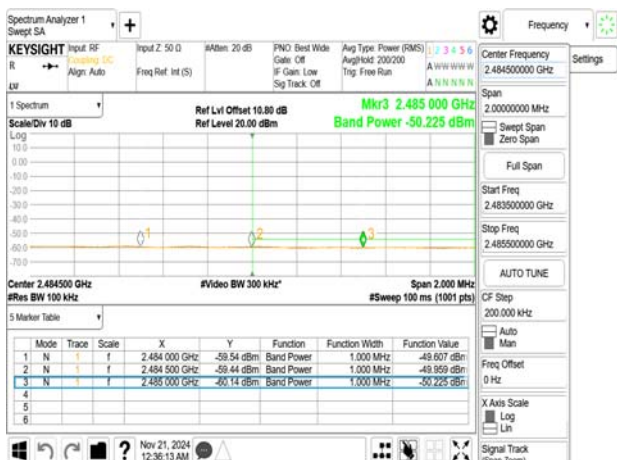 Spectrum Analyzer 1
Swept SA
Frequency
KEYSIGHT
Input: RF
Coupling: DC
Align: Auto
Input Z: 50 Ω
Freq Ref: Int (S)
#Atten: 20 dB
PNO: Best Wide
Gate: Off
IF Gain: Low
Sig Track: Off
Avg Type: Power (RMS)
Avg|Hold: 200/200
Trig: Free Run
1 2 3 4 5 6
A W W W W W
A N N N N N
R
Settings
1 Spectrum
Scale/Div 10 dB
Ref Lvl Offset 10.80 dB
Ref Level 20.00 dBm
Mkr3 2.485 000 GHz
Band Power -50.225 dBm
Log
10.0
0.00
-10.0
-20.0
-30.0
-40.0
-50.0
-60.0
-70.0
1
2
3
Center 2.484500 GHz
#Res BW 100 kHz
#Video BW 300 kHz*
Span 2.000 MHz
#Sweep 100 ms (1001 pts)
5 Marker Table
Mode Trace Scale X Y Function Function Width Function Value
1 N 1 f 2.484 000 GHz -59.54 dBm Band Power 1.000 MHz -49.607 dBm
2 N 1 f 2.484 500 GHz -59.44 dBm Band Power 1.000 MHz -49.959 dBm
3 N 1 f 2.485 000 GHz -60.14 dBm Band Power 1.000 MHz -50.225 dBm
4
5
6
Nov 21, 2024
12:36:13 AM
Center Frequency
2.484500000 GHz
Span
2.00000000 MHz
Swept Span
Zero Span
Full Span
Start Freq
2.483500000 GHz
Stop Freq
2.485500000 GHz
AUTO TUNE
CF Step
200.000 kHz
Auto
Man
Freq Offset
0 Hz
X Axis Scale
Log
Lin
Signal Track